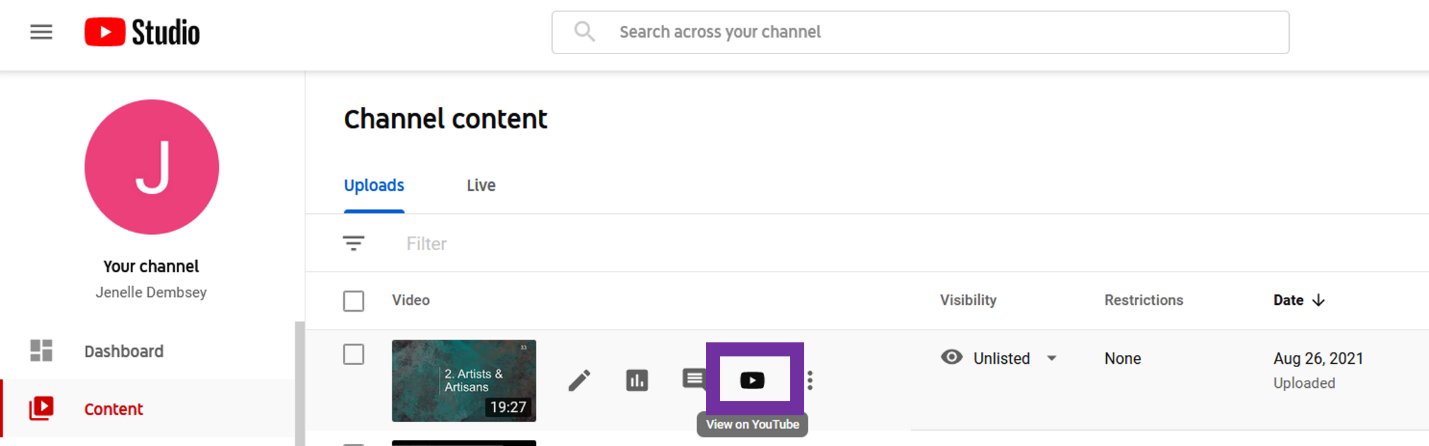 Studio
Search across your channel
J
Your channel
Jenelle Dembsey
Dashboard
Content
Channel content
Uploads Live
Filter
Video Visibility Restrictions Date
33
2. Artists &
Artisans
19:27
Unlisted None Aug 26, 2021
Uploaded
View on YouTube